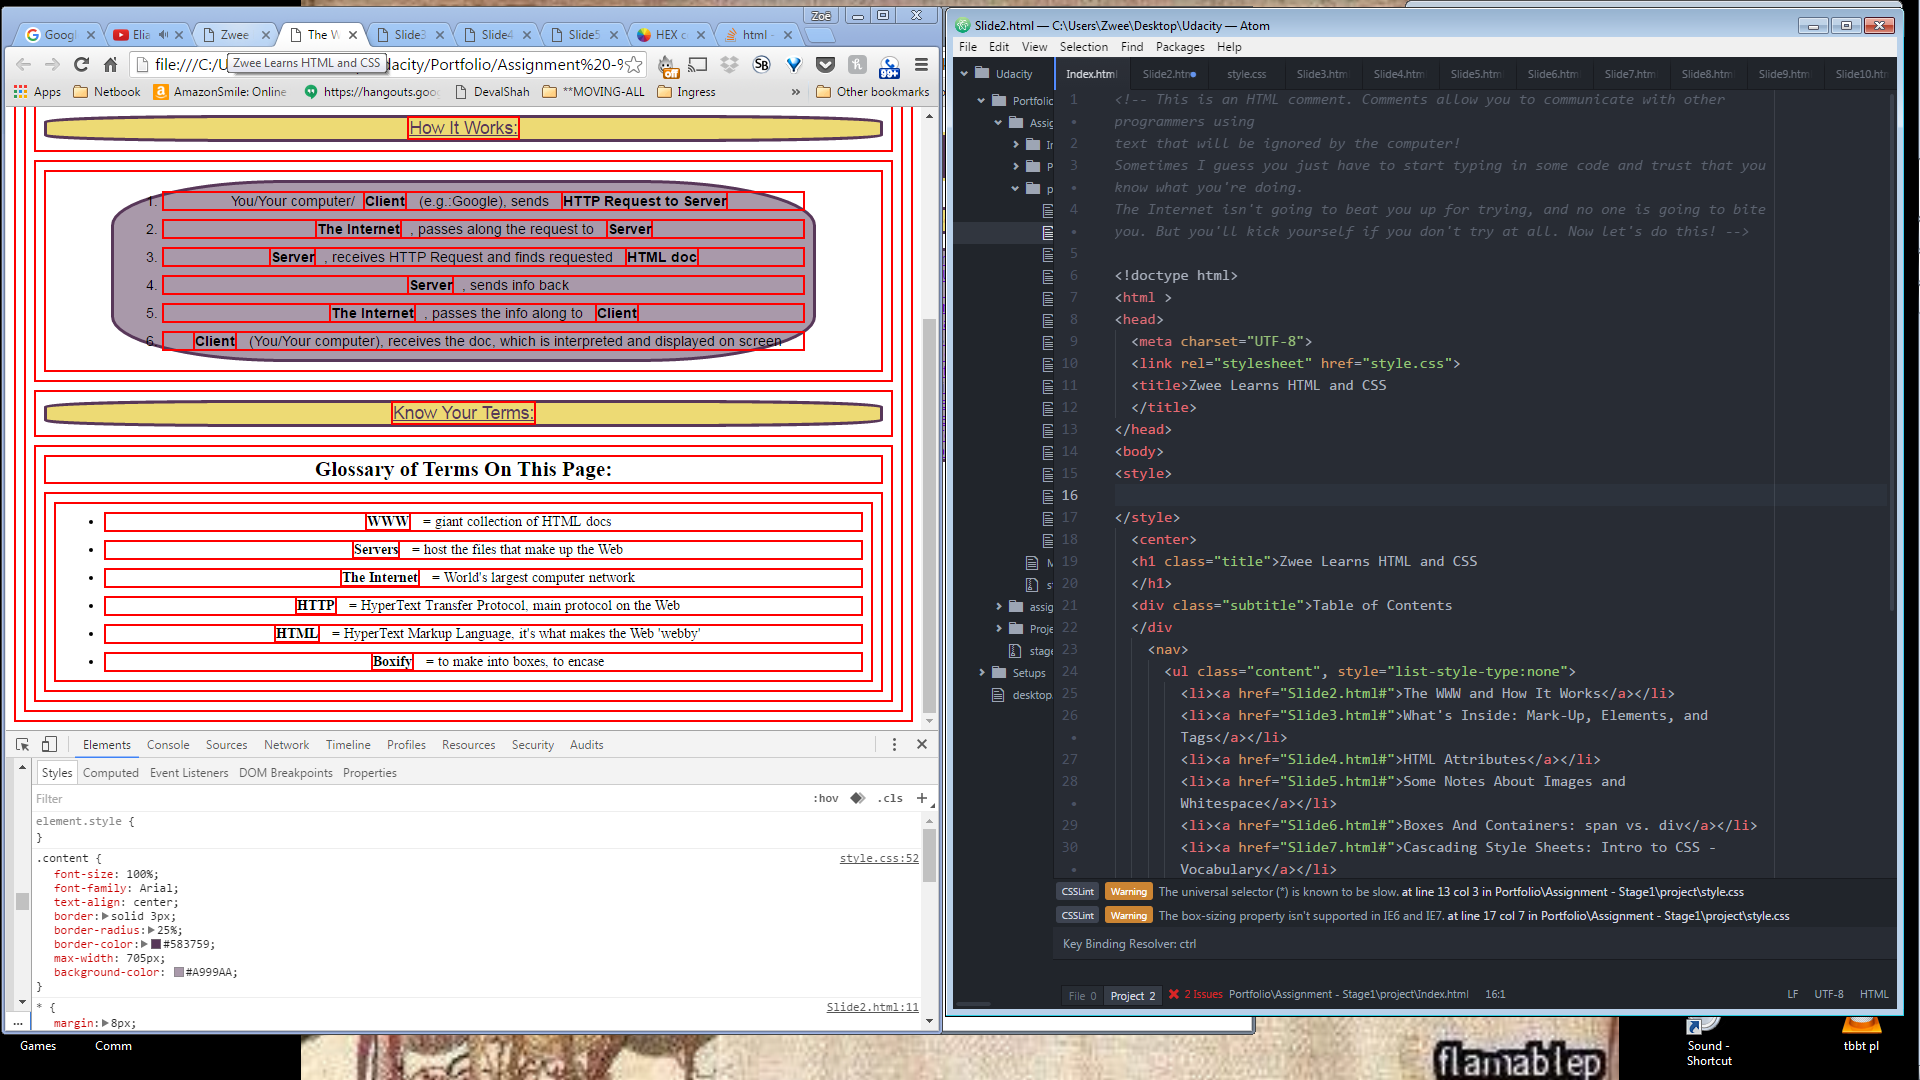 Zoë
Googl
Elia
Zwee
The W
Slide3
Slide4
Slide5
HEX c
html -
file:///C:/U
Zwee Learns HTML and CSS
dacity/Portfolio/Assignment%20-%
off
99+
Apps
Netbook
AmazonSmile: Online
https://hangouts.goo
DevalShah
**MOVING-ALL
Ingress
»
Other bookmarks
How It Works:
1. You/Your computer/ Client (e.g.:Google), sends HTTP Request to Server
2. The Internet , passes along the request to Server
3. Server , receives HTTP Request and finds requested HTML doc
4. Server , sends info back
5. The Internet , passes the info along to Client
6. Client (You/Your computer), receives the doc, which is interpreted and displayed on screen
Know Your Terms:
Glossary of Terms On This Page:
• WWW = giant collection of HTML docs
• Servers = host the files that make up the Web
• The Internet = World's largest computer network
• HTTP = HyperText Transfer Protocol, main protocol on the Web
• HTML = HyperText Markup Language, it's what makes the Web 'webby'
• Boxify = to make into boxes, to encase
Elements Console Sources Network Timeline Profiles Resources Security Audits
Styles Computed Event Listeners DOM Breakpoints Properties
Filter :hov .cls +
element.style {
}
.content { style.css:52
font-size: 100%;
font-family: Arial;
text-align: center;
border: solid 3px;
border-radius: 25%;
border-color: #583759;
max-width: 705px;
background-color: #A999AA;
}
* { Slide2.html:11
margin: 8px;
Games
Comm
Slide2.html — C:\Users\Zwee\Desktop\Udacity — Atom
File Edit View Selection Find Packages Help
Udacity
Portfolio
Assig
Ir
P
p
M
s
assig
Proje
stage
Setups
desktop.
Index.html Slide2.htm style.css Slide3.htm Slide4.htm Slide5.htm Slide6.htm Slide7.htm Slide8.htm Slide9.htm Slide10.ht
1 <!-- This is an HTML comment. Comments allow you to communicate with other
• programmers using
2 text that will be ignored by the computer!
3 Sometimes I guess you just have to start typing in some code and trust that you
• know what you're doing.
4 The Internet isn't going to beat you up for trying, and no one is going to bite
• you. But you'll kick yourself if you don't try at all. Now let's do this! -->
5
6 <!doctype html>
7 <html >
8 <head>
9 <meta charset="UTF-8">
10 <link rel="stylesheet" href="style.css">
11 <title>Zwee Learns HTML and CSS
12 </title>
13 </head>
14 <body>
15 <style>
16
17 </style>
18 <center>
19 <h1 class="title">Zwee Learns HTML and CSS
20 </h1>
21 <div class="subtitle">Table of Contents
22 </div
23 <nav>
24 <ul class="content", style="list-style-type:none">
25 <li><a href="Slide2.html#">The WWW and How It Works</a></li>
26 <li><a href="Slide3.html#">What's Inside: Mark-Up, Elements, and
• Tags</a></li>
27 <li><a href="Slide4.html#">HTML Attributes</a></li>
28 <li><a href="Slide5.html#">Some Notes About Images and
• Whitespace</a></li>
29 <li><a href="Slide6.html#">Boxes And Containers: span vs. div</a></li>
30 <li><a href="Slide7.html#">Cascading Style Sheets: Intro to CSS -
• Vocabulary</a></li>
CSSLint Warning The universal selector (*) is known to be slow. at line 13 col 3 in Portfolio\Assignment - Stage1\project\style.css
CSSLint Warning The box-sizing property isn't supported in IE6 and IE7. at line 17 col 7 in Portfolio\Assignment - Stage1\project\style.css
Key Binding Resolver: ctrl
File 0 Project 2 2 Issues Portfolio\Assignment - Stage1\project\Index.html 16:1 LF UTF-8 HTML
flamablep
Sound -
Shortcut
tbbt pl